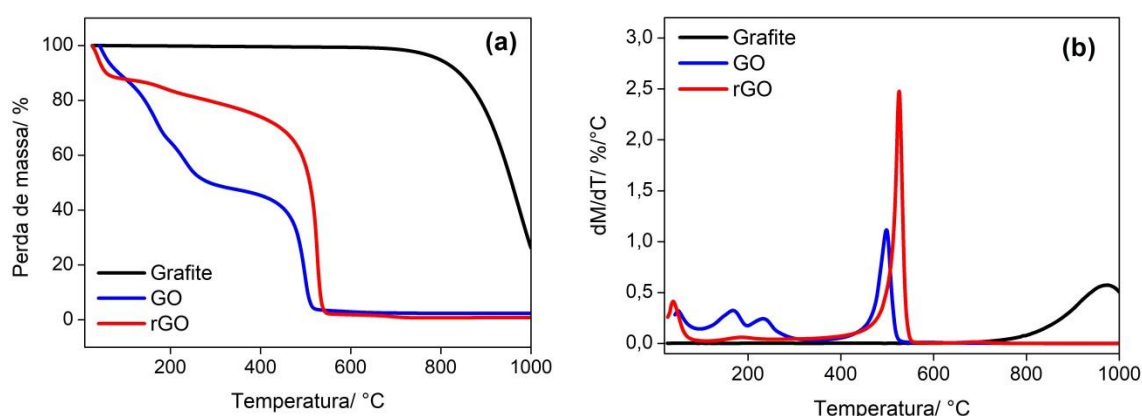 (a)
100
80
60
40
20
0
Perda de massa/ %
Grafite
GO
rGO
200 400 600 800 1000
Temperatura/ °C
(b)
3,0
2,5
2,0
1,5
1,0
0,5
0,0
dM/dT/ %/°C
Grafite
GO
rGO
200 400 600 800 1000
Temperatura/ °C